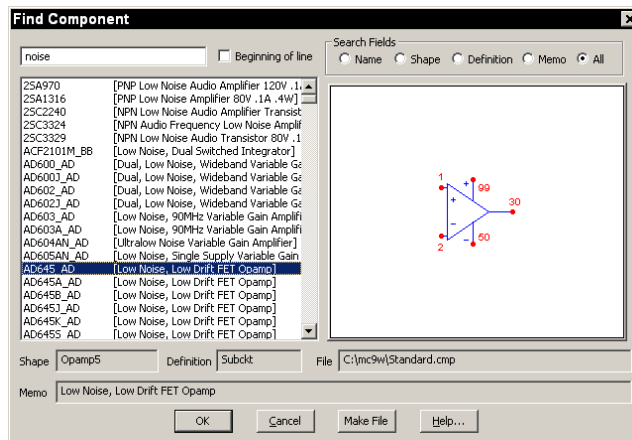 Find Component
noise
Beginning of line
Search Fields
Name Shape Definition Memo All
2SA970 [PNP Low Noise Audio Amplifier 120V .1
2SA1316 [PNP Low Noise Amplifier 80V .1A .4W]
2SC2240 [NPN Low Noise Audio Amplifier Transist
2SC3324 [NPN Audio Frequency Low Noise Amplif
2SC3329 [NPN Low Noise Audio Transistor 80V .1
ACF2101M_BB [Low Noise, Dual Switched Integrator]
AD600_AD [Dual, Low Noise, Wideband Variable Ga
AD600J_AD [Dual, Low Noise, Wideband Variable Ga
AD602_AD [Dual, Low Noise, Wideband Variable Ga
AD602J_AD [Dual, Low Noise, Wideband Variable Ga
AD603_AD [Low Noise, 90MHz Variable Gain Amplifi
AD603A_AD [Low Noise, 90MHz Variable Gain Amplifi
AD604AN_AD [Ultralow Noise Variable Gain Amplifier]
AD605AN_AD [Low Noise, Single Supply Variable Gain
AD645_AD [Low Noise, Low Drift FET Opamp]
AD645A_AD [Low Noise, Low Drift FET Opamp]
AD645B_AD [Low Noise, Low Drift FET Opamp]
AD645J_AD [Low Noise, Low Drift FET Opamp]
AD645K_AD [Low Noise, Low Drift FET Opamp]
AD645S_AD [Low Noise, Low Drift FET Opamp]
1
+ 99
+
30
−
− 50
2
Shape Opamp5 Definition Subckt File C:\mc9w\Standard.cmp
Memo Low Noise, Low Drift FET Opamp
OK Cancel Make File Help...